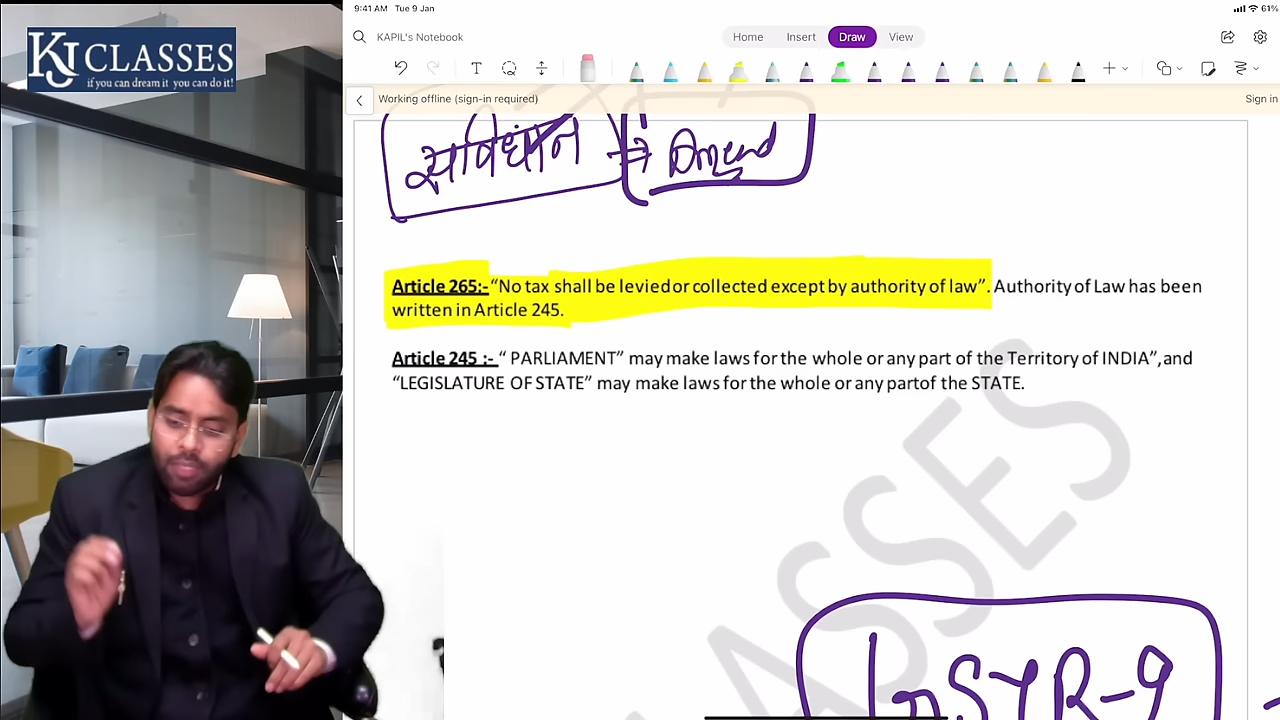 KJ CLASSES
if you can dream it you can do it!
9:41 AM Tue 9 Jan
61%
KAPIL's Notebook
Home Insert Draw View
T
Working offline (sign-in required)
Sign in
संविधान
Amend
Article 265:- “No tax shall be levied or collected except by authority of law”. Authority of Law has been
written in Article 245.
Article 245 :- “ PARLIAMENT” may make laws for the whole or any part of the Territory of INDIA”,and
“LEGISLATURE OF STATE” may make laws for the whole or any partof the STATE.
ASSES